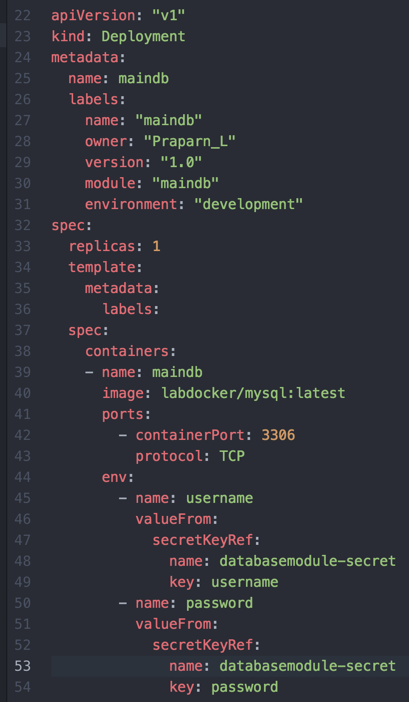 22 apiVersion: "v1"
23 kind: Deployment
24 metadata:
25   name: maindb
26   labels:
27     name: "maindb"
28     owner: "Praparn_L"
29     version: "1.0"
30     module: "maindb"
31     environment: "development"
32 spec:
33   replicas: 1
34   template:
35     metadata:
36       labels:
37   spec:
38     containers:
39     - name: maindb
40       image: labdocker/mysql:latest
41       ports:
42         - containerPort: 3306
43           protocol: TCP
44       env:
45         - name: username
46           valueFrom:
47             secretKeyRef:
48               name: databasemodule-secret
49               key: username
50         - name: password
51           valueFrom:
52             secretKeyRef:
53               name: databasemodule-secret
54               key: password